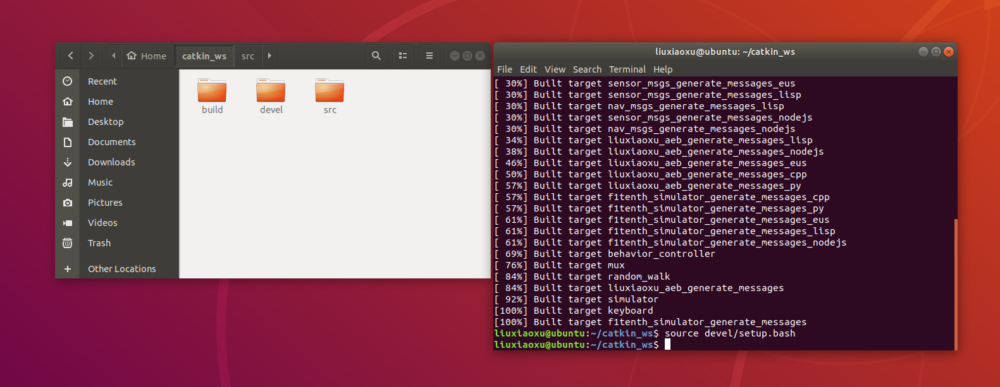 Home catkin_ws src
Recent
Home
Desktop
Documents
Downloads
Music
Pictures
Videos
Trash
+ Other Locations
build devel src
liuxiaoxu@ubuntu: ~/catkin_ws
File Edit View Search Terminal Help
[ 30%] Built target sensor_msgs_generate_messages_eus
[ 30%] Built target sensor_msgs_generate_messages_lisp
[ 30%] Built target nav_msgs_generate_messages_lisp
[ 30%] Built target sensor_msgs_generate_messages_nodejs
[ 30%] Built target nav_msgs_generate_messages_nodejs
[ 34%] Built target liuxiaoxu_aeb_generate_messages_lisp
[ 38%] Built target liuxiaoxu_aeb_generate_messages_nodejs
[ 46%] Built target liuxiaoxu_aeb_generate_messages_eus
[ 50%] Built target liuxiaoxu_aeb_generate_messages_cpp
[ 57%] Built target liuxiaoxu_aeb_generate_messages_py
[ 57%] Built target f1tenth_simulator_generate_messages_cpp
[ 57%] Built target f1tenth_simulator_generate_messages_py
[ 61%] Built target f1tenth_simulator_generate_messages_eus
[ 61%] Built target f1tenth_simulator_generate_messages_lisp
[ 61%] Built target f1tenth_simulator_generate_messages_nodejs
[ 69%] Built target behavior_controller
[ 76%] Built target mux
[ 84%] Built target random_walk
[ 84%] Built target liuxiaoxu_aeb_generate_messages
[ 92%] Built target simulator
[100%] Built target keyboard
[100%] Built target f1tenth_simulator_generate_messages
liuxiaoxu@ubuntu:~/catkin_ws$ source devel/setup.bash
liuxiaoxu@ubuntu:~/catkin_ws$